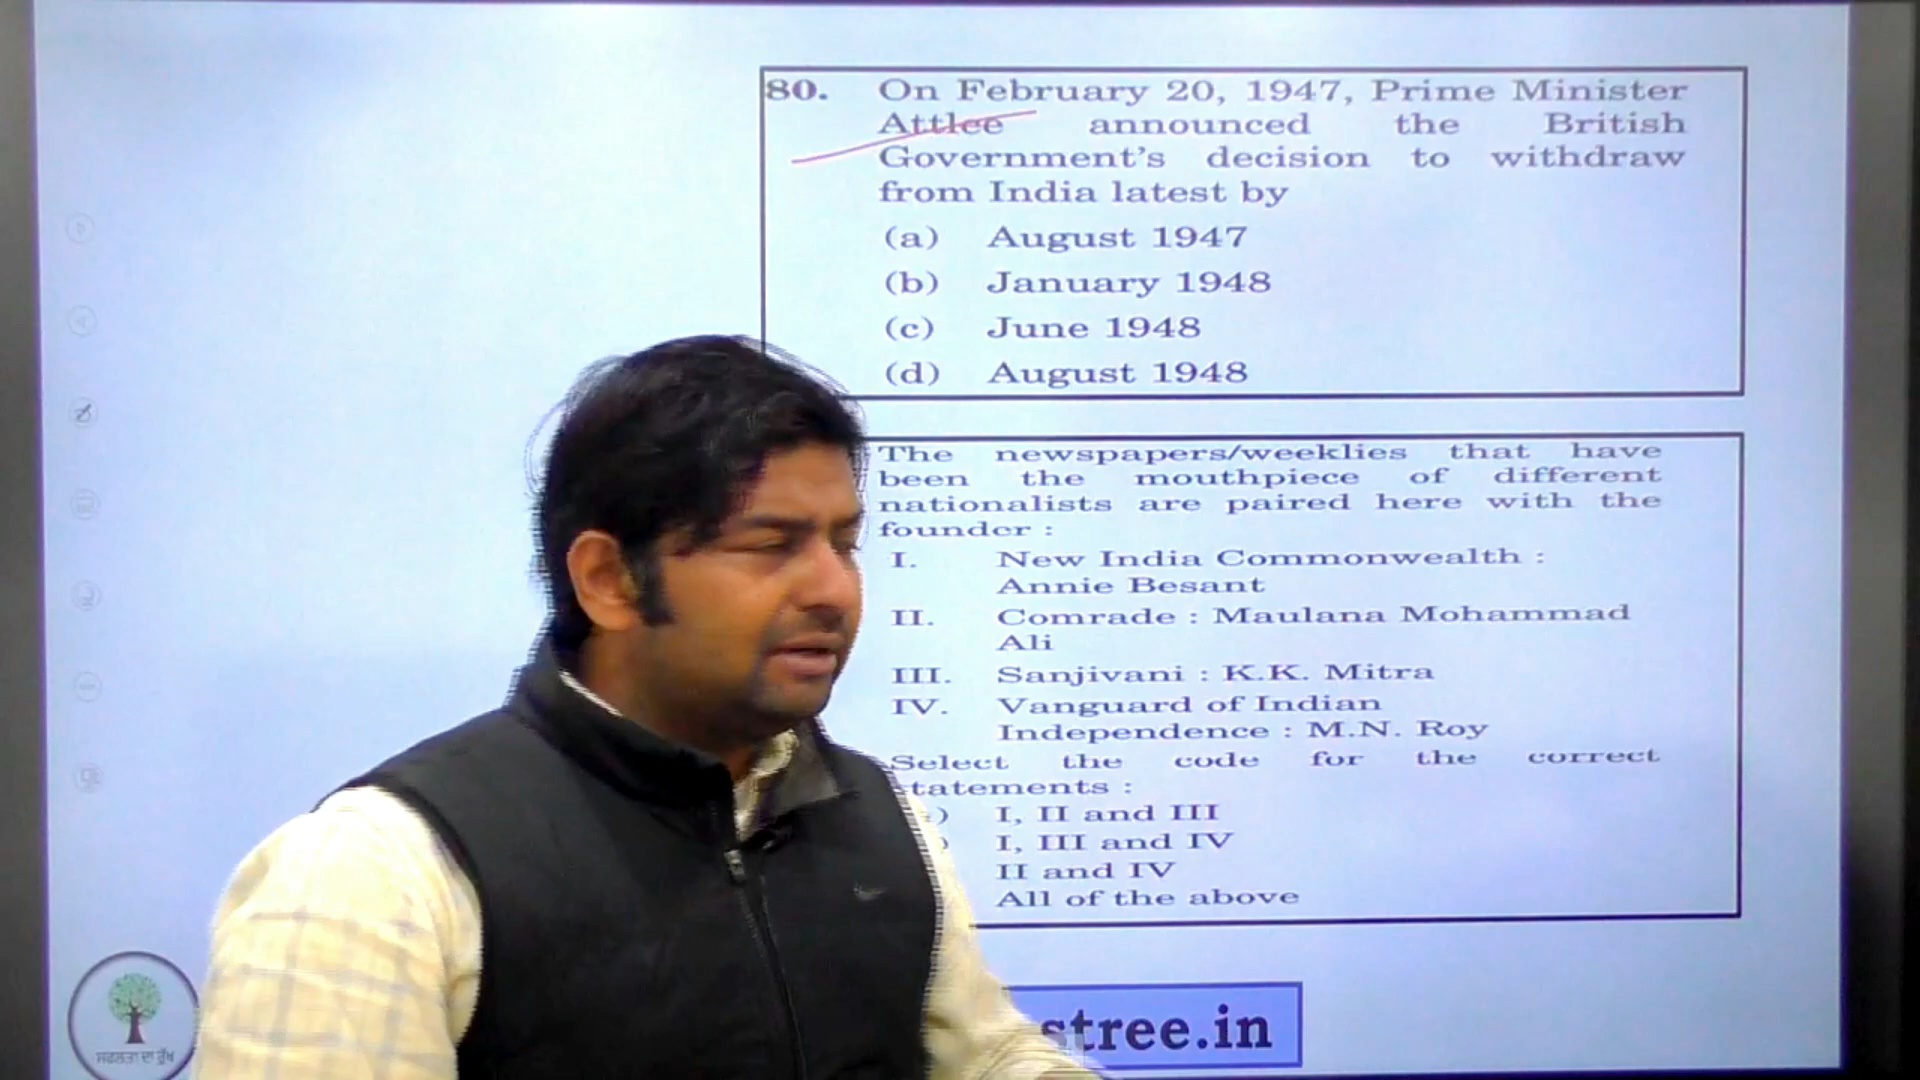 80. On February 20, 1947, Prime Minister
Attlee announced the British
Government's decision to withdraw
from India latest by
(a) August 1947
(b) January 1948
(c) June 1948
(d) August 1948
The newspapers/weeklies that have
been the mouthpiece of different
nationalists are paired here with the
founder :
I. New India Commonwealth :
Annie Besant
II. Comrade : Maulana Mohammad
Ali
III. Sanjivani : K.K. Mitra
IV. Vanguard of Indian
Independence : M.N. Roy
Select the code for the correct
tatements :
) I, II and III
) I, III and IV
II and IV
All of the above
stree.in
ਸਫਲਤਾ ਦਾ ਰੁੱਖ